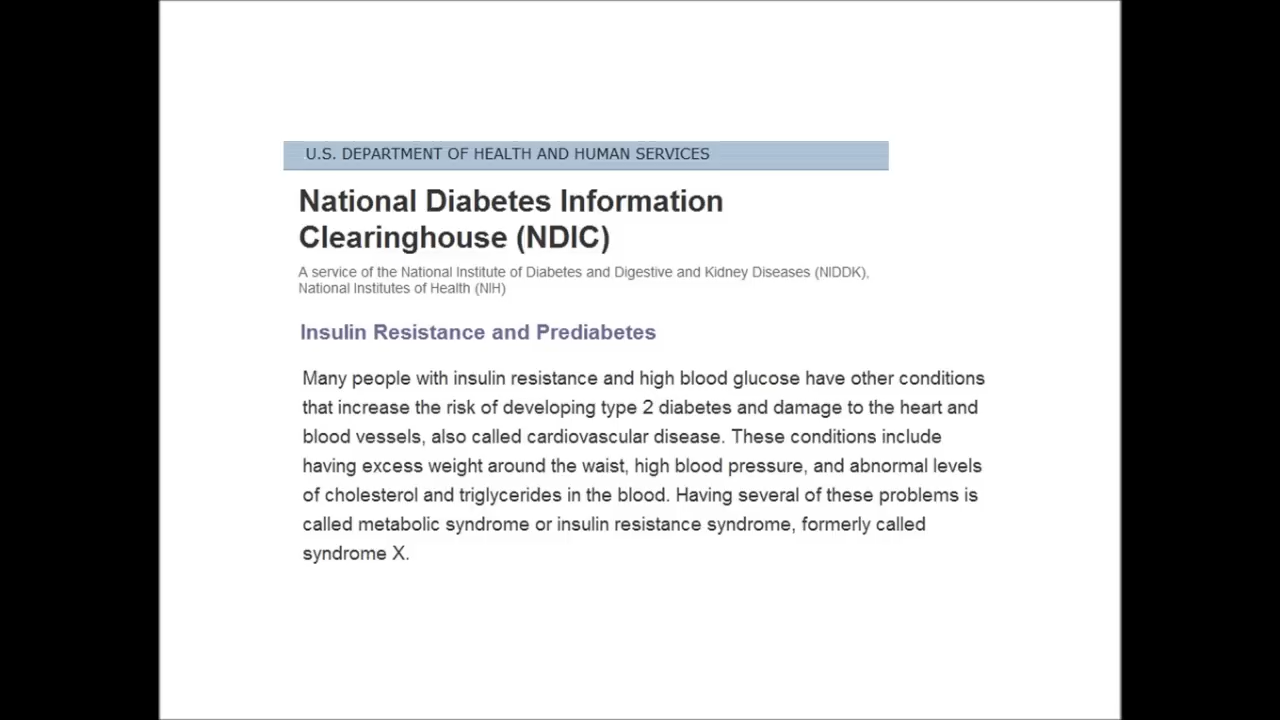 U.S. DEPARTMENT OF HEALTH AND HUMAN SERVICES
National Diabetes Information
Clearinghouse (NDIC)
A service of the National Institute of Diabetes and Digestive and Kidney Diseases (NIDDK),
National Institutes of Health (NIH)
Insulin Resistance and Prediabetes
Many people with insulin resistance and high blood glucose have other conditions
that increase the risk of developing type 2 diabetes and damage to the heart and
blood vessels, also called cardiovascular disease. These conditions include
having excess weight around the waist, high blood pressure, and abnormal levels
of cholesterol and triglycerides in the blood. Having several of these problems is
called metabolic syndrome or insulin resistance syndrome, formerly called
syndrome X.